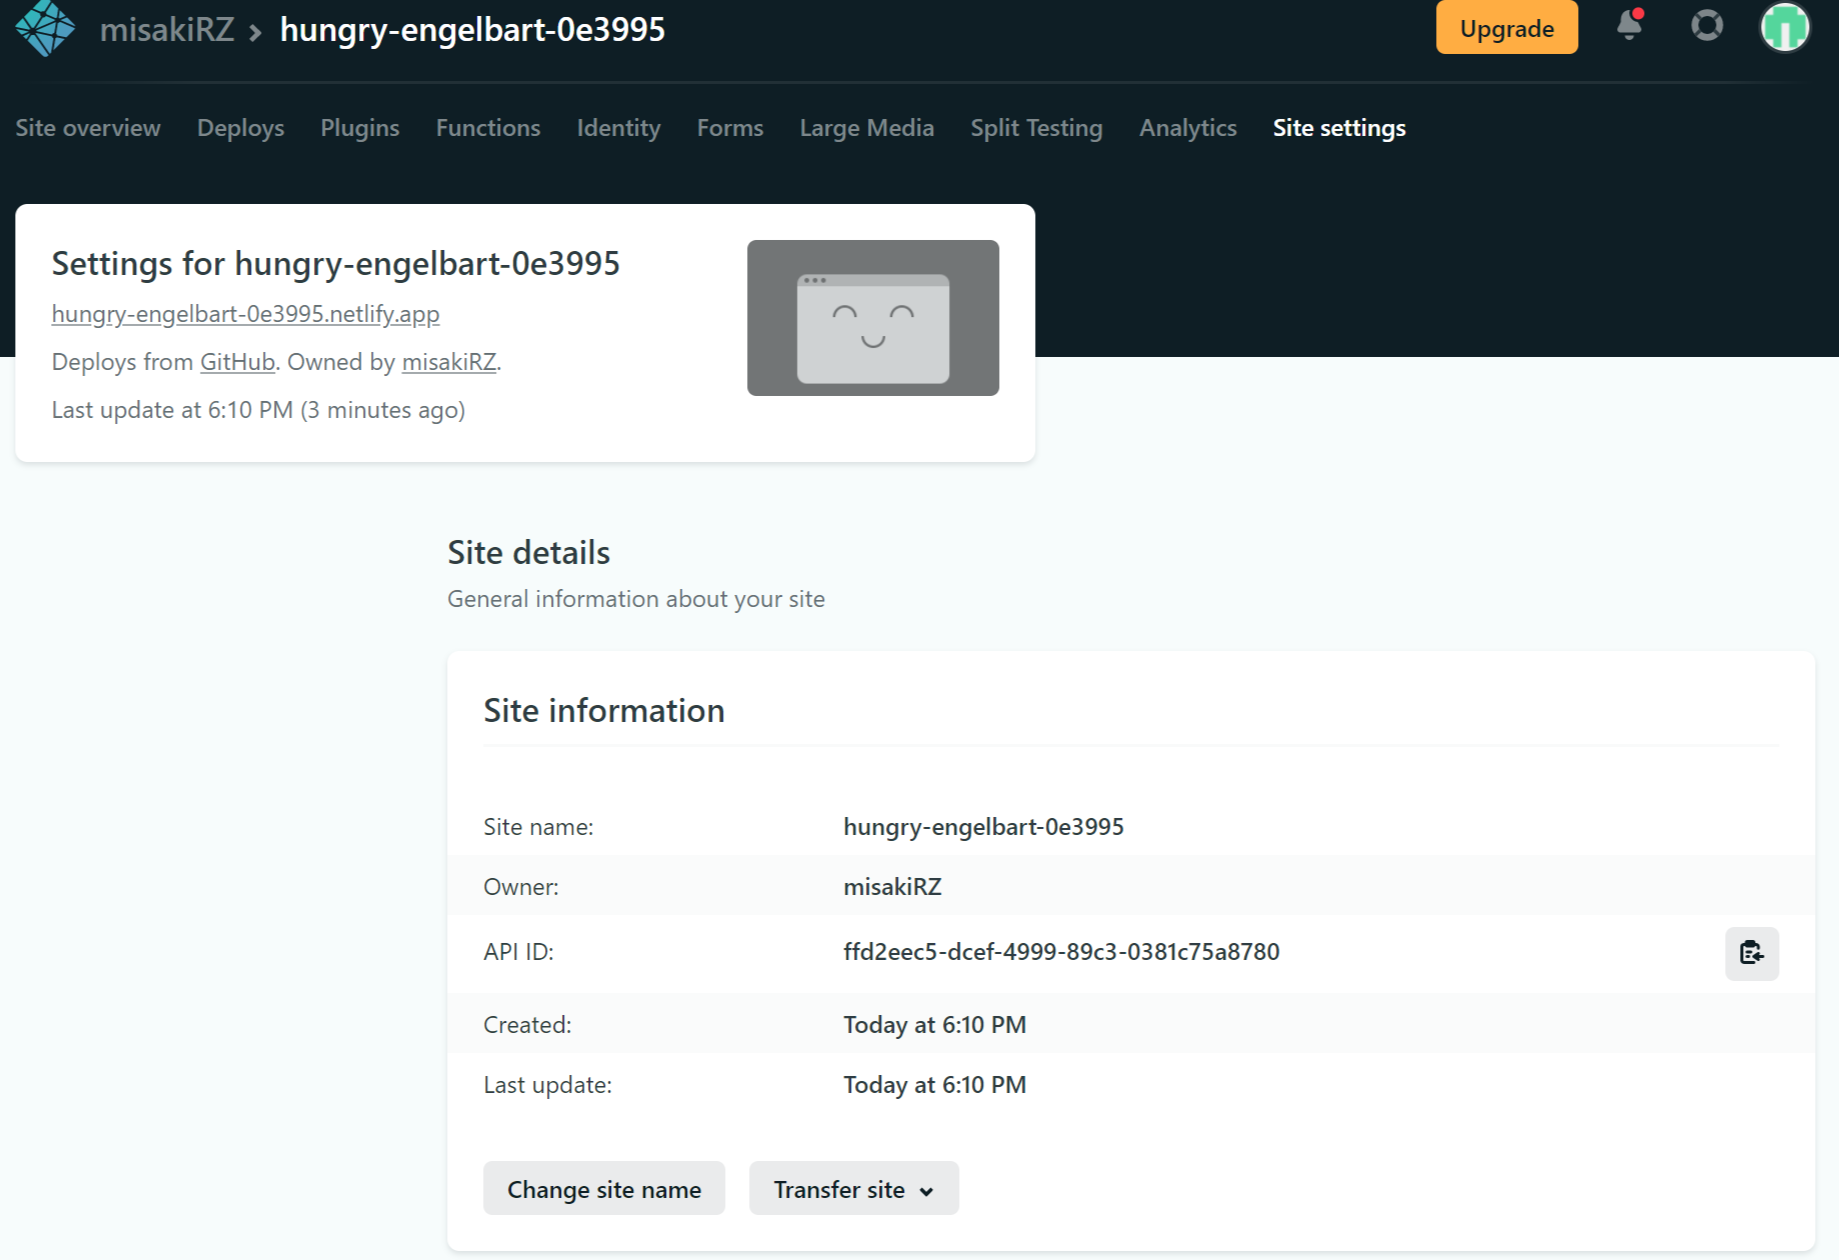 misakiRZ > hungry-engelbart-0e3995
Upgrade
Site overview Deploys Plugins Functions Identity Forms Large Media Split Testing Analytics Site settings
Settings for hungry-engelbart-0e3995
hungry-engelbart-0e3995.netlify.app
Deploys from GitHub. Owned by misakiRZ.
Last update at 6:10 PM (3 minutes ago)
Site details
General information about your site
Site information
Site name: hungry-engelbart-0e3995
Owner: misakiRZ
API ID: ffd2eec5-dcef-4999-89c3-0381c75a8780
Created: Today at 6:10 PM
Last update: Today at 6:10 PM
Change site name Transfer site